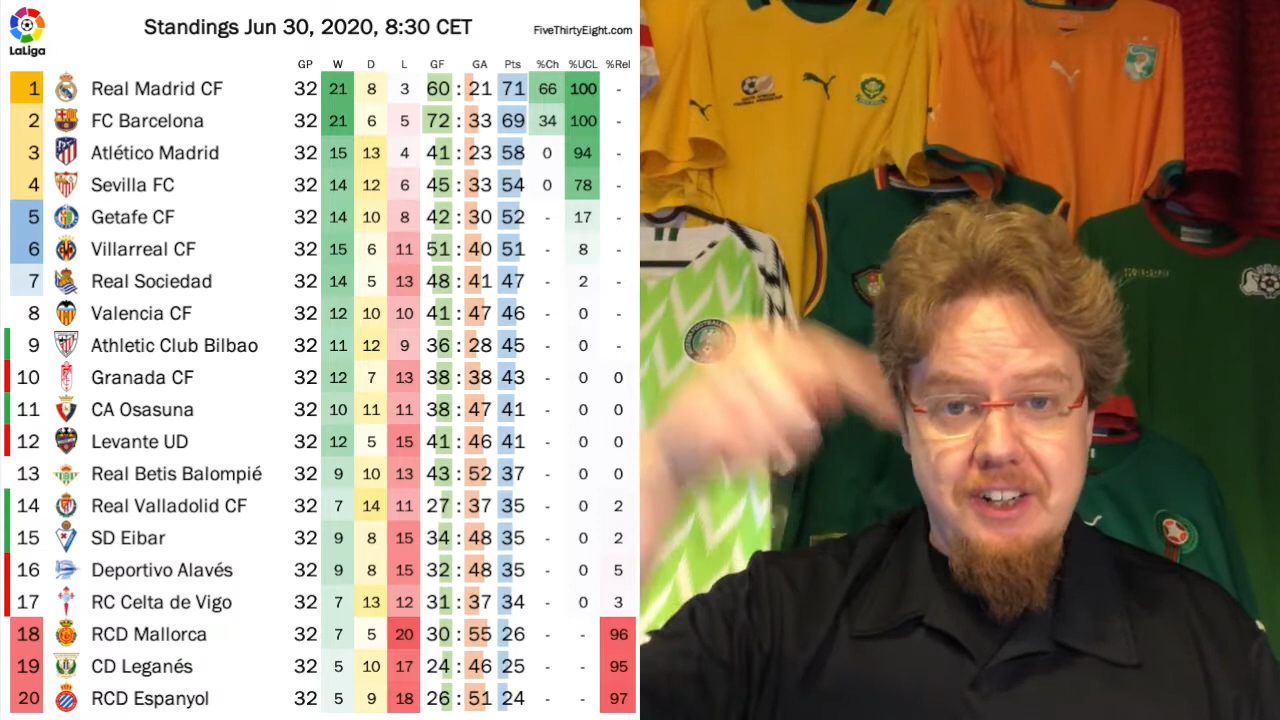 Standings Jun 30, 2020, 8:30 CET
FiveThirtyEight.com
LaLiga
GP W D L GF GA Pts %Ch %UCL %Rel
1 Real Madrid CF 32 21 8 3 60 : 21 71 66 100 -
2 FC Barcelona 32 21 6 5 72 : 33 69 34 100 -
3 Atlético Madrid 32 15 13 4 41 : 23 58 0 94 -
4 Sevilla FC 32 14 12 6 45 : 33 54 0 78 -
5 Getafe CF 32 14 10 8 42 : 30 52 - 17 -
6 Villarreal CF 32 15 6 11 51 : 40 51 - 8 -
7 Real Sociedad 32 14 5 13 48 : 41 47 - 2 -
8 Valencia CF 32 12 10 10 41 : 47 46 - 0 -
9 Athletic Club Bilbao 32 11 12 9 36 : 28 45 - 0 -
10 Granada CF 32 12 7 13 38 : 38 43 - 0 0
11 CA Osasuna 32 10 11 11 38 : 47 41 - 0 0
12 Levante UD 32 12 5 15 41 : 46 41 - 0 0
13 Real Betis Balompié 32 9 10 13 43 : 52 37 - 0 0
14 Real Valladolid CF 32 7 14 11 27 : 37 35 - 0 2
15 SD Eibar 32 9 8 15 34 : 48 35 - 0 2
16 Deportivo Alavés 32 9 8 15 32 : 48 35 - 0 5
17 RC Celta de Vigo 32 7 13 12 31 : 37 34 - 0 3
18 RCD Mallorca 32 7 5 20 30 : 55 26 - - 96
19 CD Leganés 32 5 10 17 24 : 46 25 - - 95
20 RCD Espanyol 32 5 9 18 26 : 51 24 - - 97